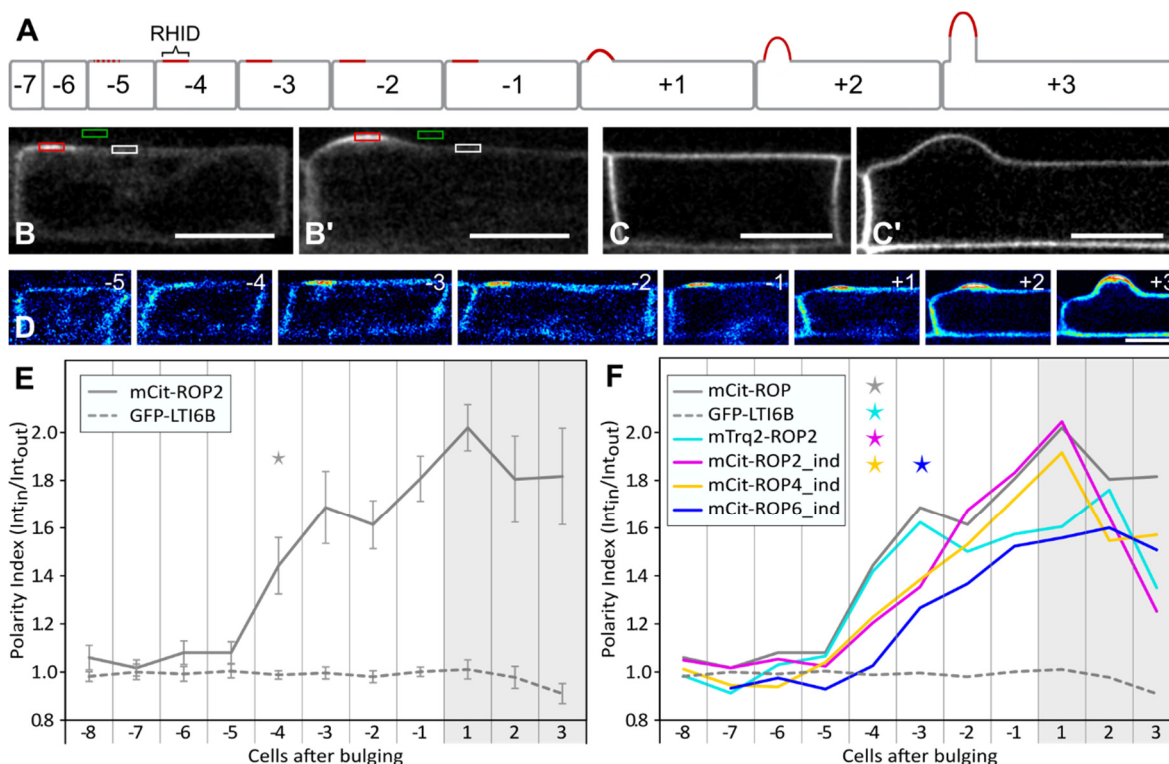 A
RHID
-7 -6 -5 -4 -3 -2 -1 +1 +2 +3
B B' C C'
D -5 -4 -3 -2 -1 +1 +2 +3
E
mCit-ROP2
GFP-LTI6B
Polarity Index (Int_in/Int_out)
2.0
1.8
1.6
1.4
1.2
1.0
0.8
-8 -7 -6 -5 -4 -3 -2 -1 1 2 3
Cells after bulging
F
mCit-ROP
GFP-LTI6B
mTrq2-ROP2
mCit-ROP2_ind
mCit-ROP4_ind
mCit-ROP6_ind
Polarity Index (Int_in/Int_out)
2.0
1.8
1.6
1.4
1.2
1.0
0.8
-8 -7 -6 -5 -4 -3 -2 -1 1 2 3
Cells after bulging